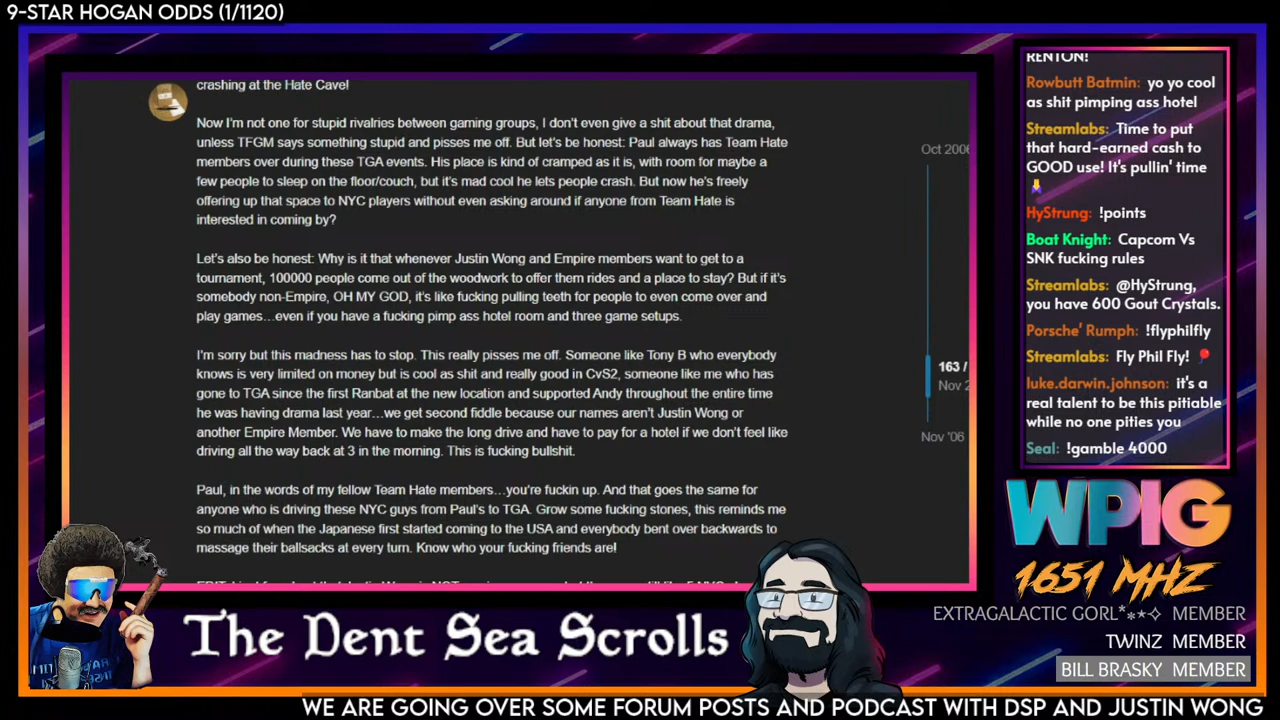 9-STAR HOGAN ODDS (1/1120)
crashing at the Hate Cave!
Now I'm not one for stupid rivalries between gaming groups, I don't even give a shit about that drama,
unless TFGM says something stupid and pisses me off. But let's be honest: Paul always has Team Hate
members over during these TGA events. His place is kind of cramped as it is, with room for maybe a
few people to sleep on the floor/couch, but it's mad cool he lets people crash. But now he's freely
offering up that space to NYC players without even asking around if anyone from Team Hate is
interested in coming by?
Let's also be honest: Why is it that whenever Justin Wong and Empire members want to get to a
tournament, 100000 people come out of the woodwork to offer them rides and a place to stay? But if it's
somebody non-Empire, OH MY GOD, it's like fucking pulling teeth for people to even come over and
play games…even if you have a fucking pimp ass hotel room and three game setups.
I'm sorry but this madness has to stop. This really pisses me off. Someone like Tony B who everybody
knows is very limited on money but is cool as shit and really good in CvS2, someone like me who has
gone to TGA since the first Ranbat at the new location and supported Andy throughout the entire time
he was having drama last year…we get second fiddle because our names aren't Justin Wong or
another Empire Member. We have to make the long drive and have to pay for a hotel if we don't feel like
driving all the way back at 3 in the morning. This is fucking bullshit.
Paul, in the words of my fellow Team Hate members…you're fuckin up. And that goes the same for
anyone who is driving these NYC guys from Paul's to TGA. Grow some fucking stones, this reminds me
so much of when the Japanese first started coming to the USA and everybody bent over backwards to
massage their ballsacks at every turn. Know who your fucking friends are!
Oct 2006
163 /
Nov 2
Nov '06
RENTON!
Rowbutt Batmin: yo yo cool
as shit pimping ass hotel
Streamlabs: Time to put
that hard-earned cash to
GOOD use! It's pullin' time
HyStrung: !points
Boat Knight: Capcom Vs
SNK fucking rules
Streamlabs: @HyStrung,
you have 600 Gout Crystals.
Porsche' Rumph: !flyphilfly
Streamlabs: Fly Phil Fly!
luke.darwin.johnson: it's a
real talent to be this pitiable
while no one pities you
Seal: !gamble 4000
WPIG
1651 MHZ
EXTRAGALACTIC GORL*⁎⋆✧ MEMBER
TWINZ MEMBER
BILL BRASKY MEMBER
The Dent Sea Scrolls
WE ARE GOING OVER SOME FORUM POSTS AND PODCAST WITH DSP AND JUSTIN WONG